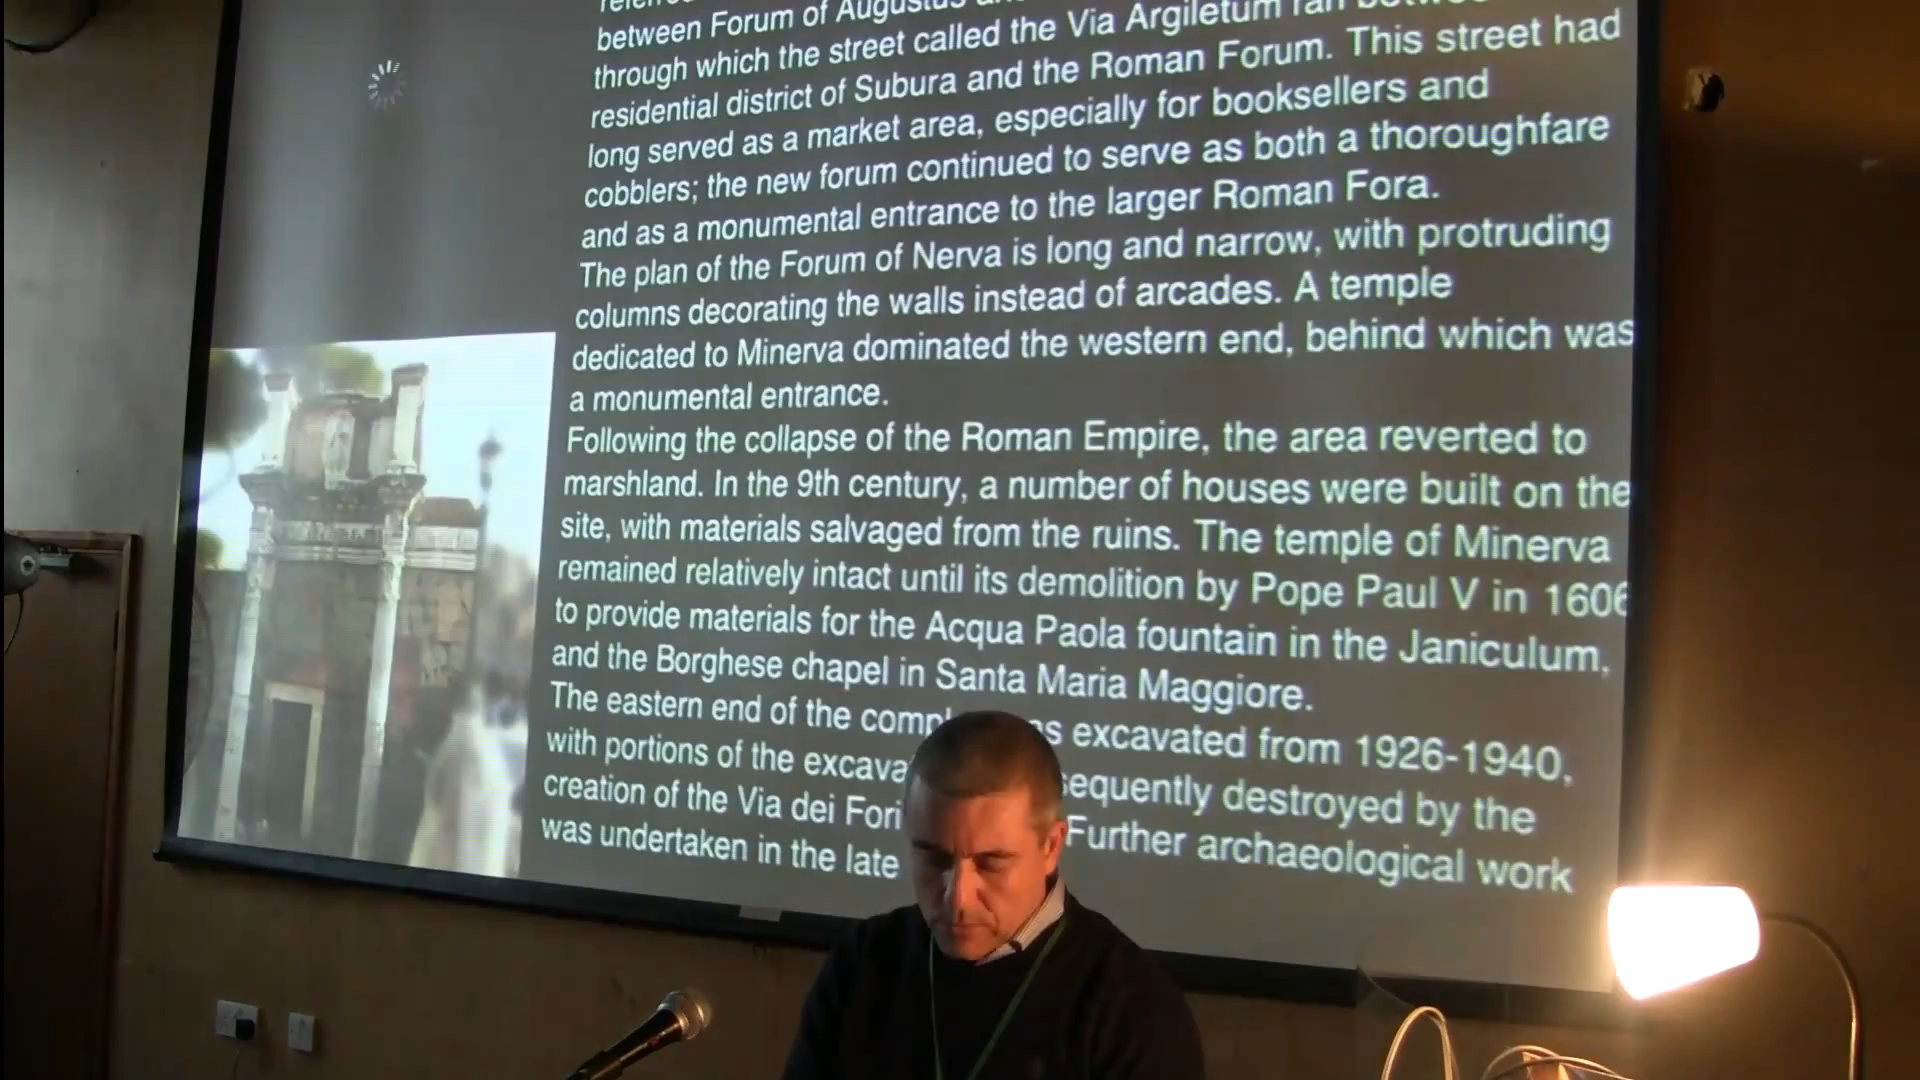 between Forum of Augustus
through which the street called the Via Argiletum ran
residential district of Subura and the Roman Forum. This street had
long served as a market area, especially for booksellers and
cobblers; the new forum continued to serve as both a thoroughfare
and as a monumental entrance to the larger Roman Fora.
The plan of the Forum of Nerva is long and narrow, with protruding
columns decorating the walls instead of arcades. A temple
dedicated to Minerva dominated the western end, behind which was
a monumental entrance.
Following the collapse of the Roman Empire, the area reverted to
marshland. In the 9th century, a number of houses were built on the
site, with materials salvaged from the ruins. The temple of Minerva
remained relatively intact until its demolition by Pope Paul V in 1606
to provide materials for the Acqua Paola fountain in the Janiculum,
and the Borghese chapel in Santa Maria Maggiore.
The eastern end of the excavated from 1926-1940,
with portions of the destroyed by the
creation of the Via dei Further archaeological work
was undertaken in the late